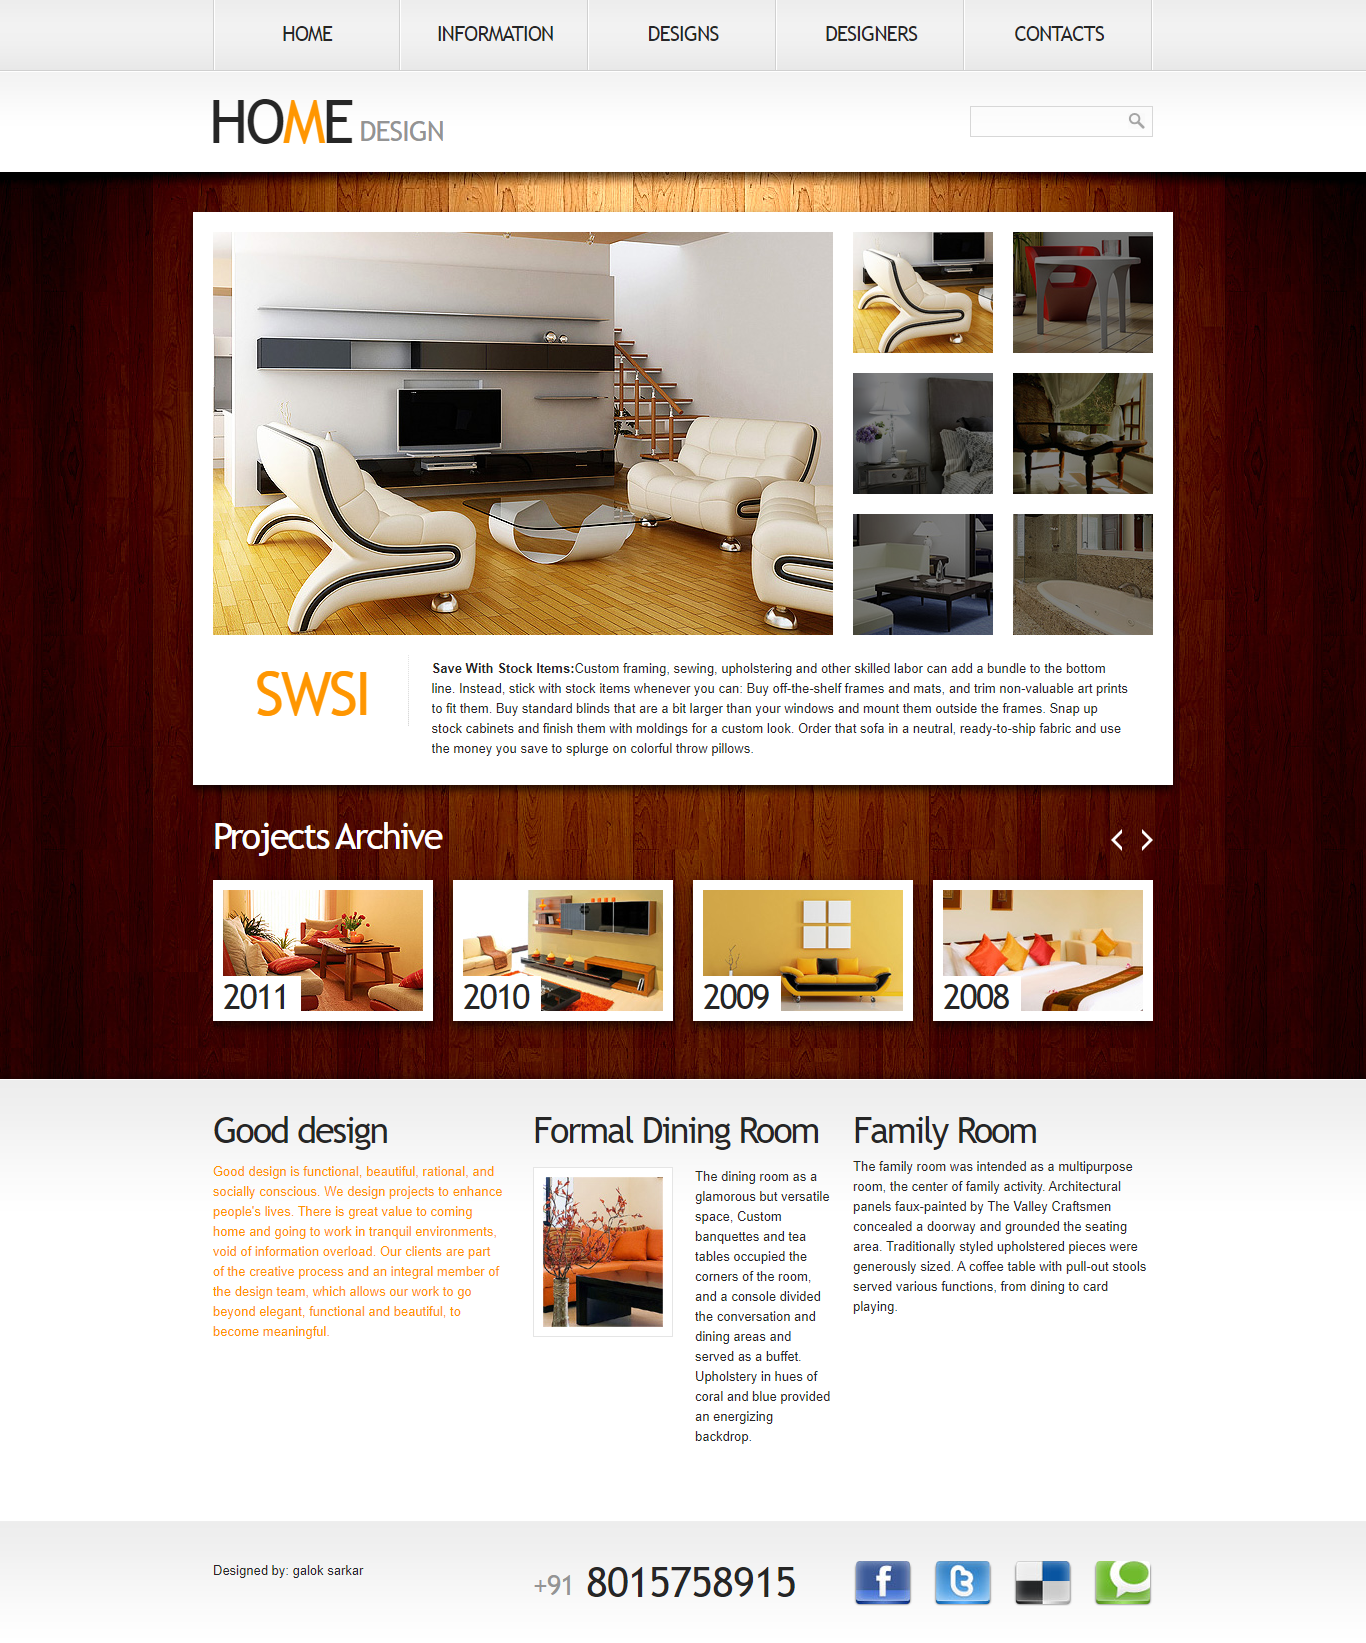 HOME
INFORMATION
DESIGNS
DESIGNERS
CONTACTS
HOME DESIGN
SWSI
Save With Stock Items:Custom framing, sewing, upholstering and other skilled labor can add a bundle to the bottom
line. Instead, stick with stock items whenever you can: Buy off-the-shelf frames and mats, and trim non-valuable art prints
to fit them. Buy standard blinds that are a bit larger than your windows and mount them outside the frames. Snap up
stock cabinets and finish them with moldings for a custom look. Order that sofa in a neutral, ready-to-ship fabric and use
the money you save to splurge on colorful throw pillows.
Projects Archive
2011
2010
2009
2008
Good design
Good design is functional, beautiful, rational, and
socially conscious. We design projects to enhance
people's lives. There is great value to coming
home and going to work in tranquil environments,
void of information overload. Our clients are part
of the creative process and an integral member of
the design team, which allows our work to go
beyond elegant, functional and beautiful, to
become meaningful.
Formal Dining Room
The dining room as a
glamorous but versatile
space, Custom
banquettes and tea
tables occupied the
corners of the room,
and a console divided
the conversation and
dining areas and
served as a buffet.
Upholstery in hues of
coral and blue provided
an energizing
backdrop.
Family Room
The family room was intended as a multipurpose
room, the center of family activity. Architectural
panels faux-painted by The Valley Craftsmen
concealed a doorway and grounded the seating
area. Traditionally styled upholstered pieces were
generously sized. A coffee table with pull-out stools
served various functions, from dining to card
playing.
Designed by: galok sarkar
+91 8015758915